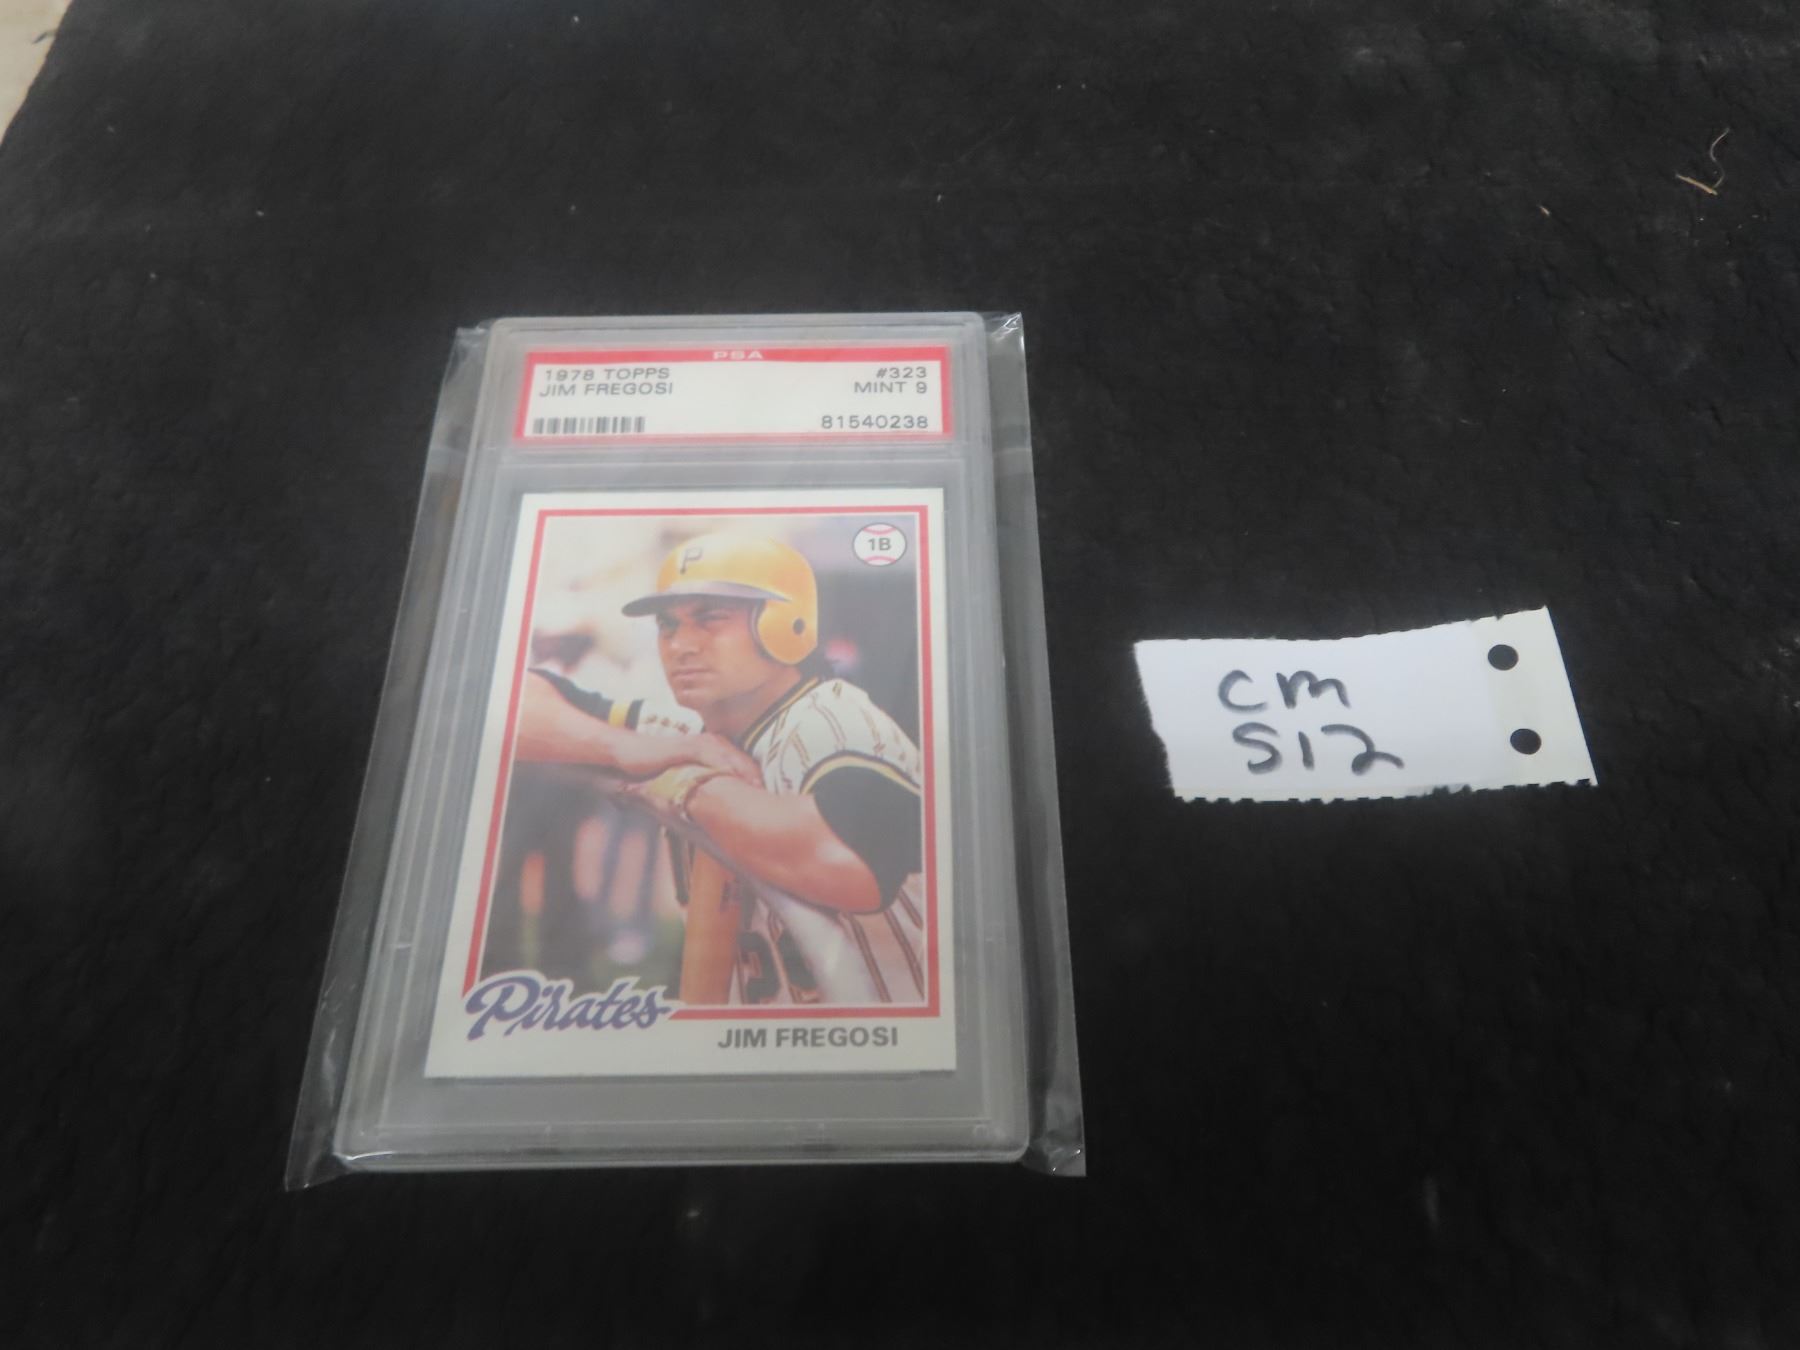 PSA
1978 TOPPS #323
JIM FREGOSI MINT 9
81540238
P
1B
Pirates
JIM FREGOSI
CM
512